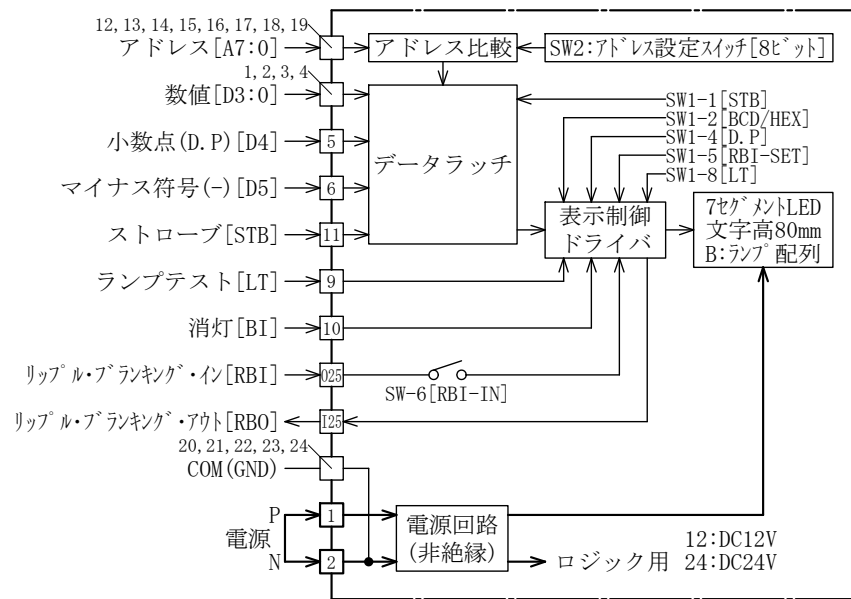 12, 13, 14, 15, 16, 17, 18, 19
アドレス[A7:0]
アドレス比較
SW2:アドレス設定スイッチ[8ビット]
1, 2, 3, 4
数値[D3:0]
SW1-1[STB]
SW1-2[BCD/HEX]
小数点(D.P)[D4]
5
データラッチ
SW1-4[D.P]
SW1-5[RBI-SET]
マイナス符号(-)[D5]
6
SW1-8[LT]
ストローブ[STB]
11
表示制御
ドライバ
7セグメントLED
文字高80mm
B:ランプ配列
ランプテスト[LT]
9
消灯[BI]
10
リップル・ブランキング・イン[RBI]
O25
SW-6[RBI-IN]
リップル・ブランキング・アウト[RBO]
I25
20, 21, 22, 23, 24
COM(GND)
P
1
電源
N
2
電源回路
(非絶縁)
ロジック用
12:DC12V
24:DC24V